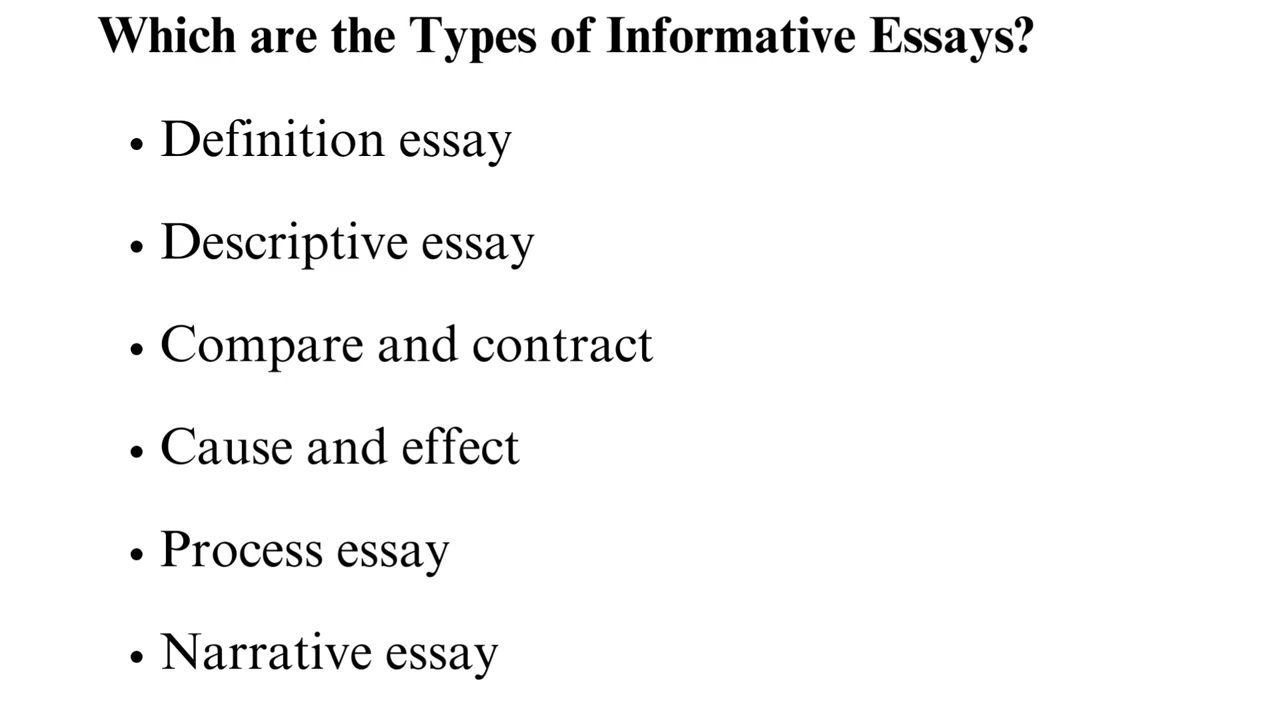 Which are the Types of Informative Essays?
• Definition essay
• Descriptive essay
• Compare and contract
• Cause and effect
• Process essay
• Narrative essay